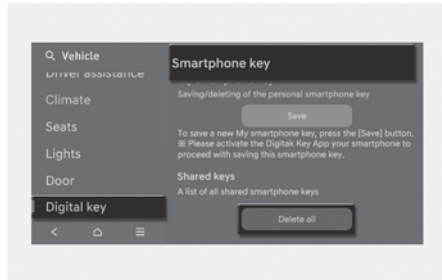 Vehicle
Driver assistance
Climate
Seats
Lights
Door
Digital key
Smartphone key
Saving/deleting of the personal smartphone key
Save
To save a new My smartphone key, press the [Save] button.
※ Please activate the Digitak Key App your smartphone to
proceed with saving this smartphone key.
Shared keys
A list of all shared smartphone keys
Delete all